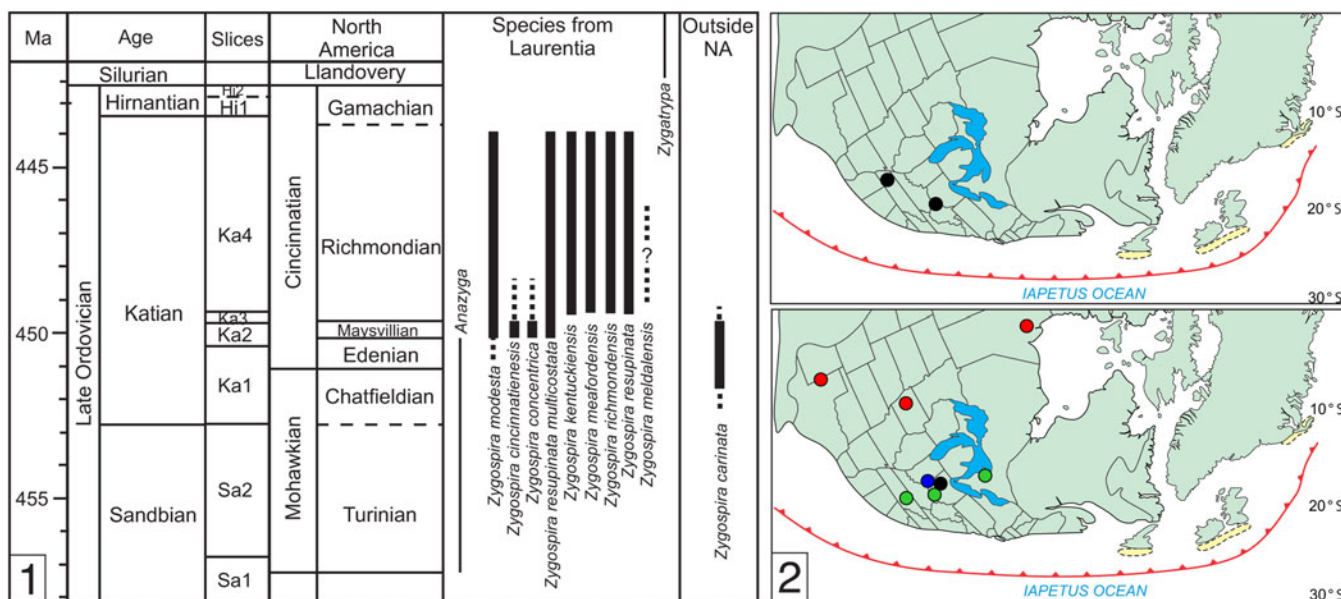 Ma
Age
Slices
North
America
Species from
Laurentia
Outside
NA
Silurian
Llandovery
Late Ordovician
Hirnantian
Hi2
Hi1
Gamachian
445
Katian
Ka4
Cincinnatian
Richmondian
450
Ka3
Ka2
Maysvillian
Edenian
Ka1
Chatfieldian
Mohawkian
455
Sandbian
Sa2
Turinian
Sa1
Anazyga
Zygospira modesta
Zygospira cincinnatienesis
Zygospira concentrica
Zygospira resupinata multicostata
Zygospira kentuckiensis
Zygospira meafordensis
Zygospira richmondensis
Zygospira resupinata
?
Zygospira meldalensis
Zygatrypa
Zygospira carinata
1
10°S
20°S
30°S
IAPETUS OCEAN
10°S
20°S
30°S
IAPETUS OCEAN
2